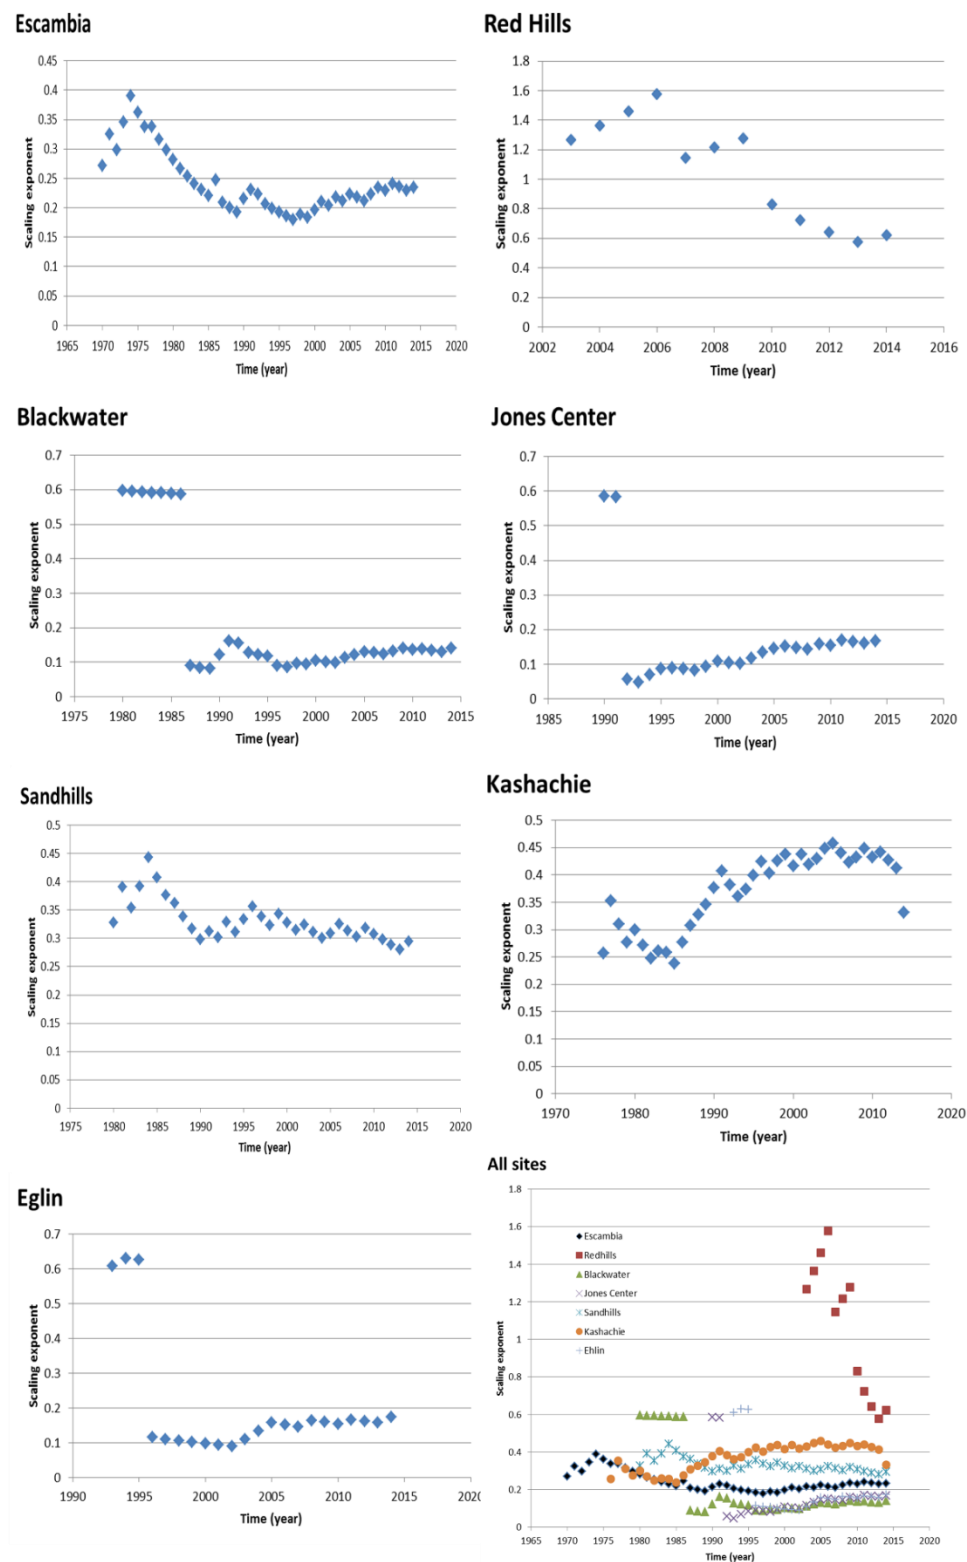 Escambia
0.45
0.4
0.35
0.3
0.25
0.2
0.15
0.1
0.05
0
Scaling exponent
1965 1970 1975 1980 1985 1990 1995 2000 2005 2010 2015 2020
Time (year)
Red Hills
1.8
1.6
1.4
1.2
1
0.8
0.6
0.4
0.2
0
Scaling exponent
2002 2004 2006 2008 2010 2012 2014 2016
Time (year)
Blackwater
0.7
0.6
0.5
0.4
0.3
0.2
0.1
0
Scaling exponent
1975 1980 1985 1990 1995 2000 2005 2010 2015
Time (year)
Jones Center
0.7
0.6
0.5
0.4
0.3
0.2
0.1
0
Scaling exponent
1985 1990 1995 2000 2005 2010 2015 2020
Time (year)
Sandhills
0.5
0.45
0.4
0.35
0.3
0.25
0.2
0.15
0.1
0.05
0
Scaling exponent
1975 1980 1985 1990 1995 2000 2005 2010 2015 2020
Time (year)
Kashachie
0.5
0.45
0.4
0.35
0.3
0.25
0.2
0.15
0.1
0.05
0
Scaling exponent
1970 1980 1990 2000 2010 2020
Time (year)
Eglin
0.7
0.6
0.5
0.4
0.3
0.2
0.1
0
Scaling exponent
1990 1995 2000 2005 2010 2015 2020
Time (year)
All sites
1.8
1.6
1.4
1.2
1
0.8
0.6
0.4
0.2
0
Scaling exponent
Escambia
Redhills
Blackwater
Jones Center
Sandhills
Kashachie
Ehlin
1965 1970 1975 1980 1985 1990 1995 2000 2005 2010 2015 2020
Time (year)